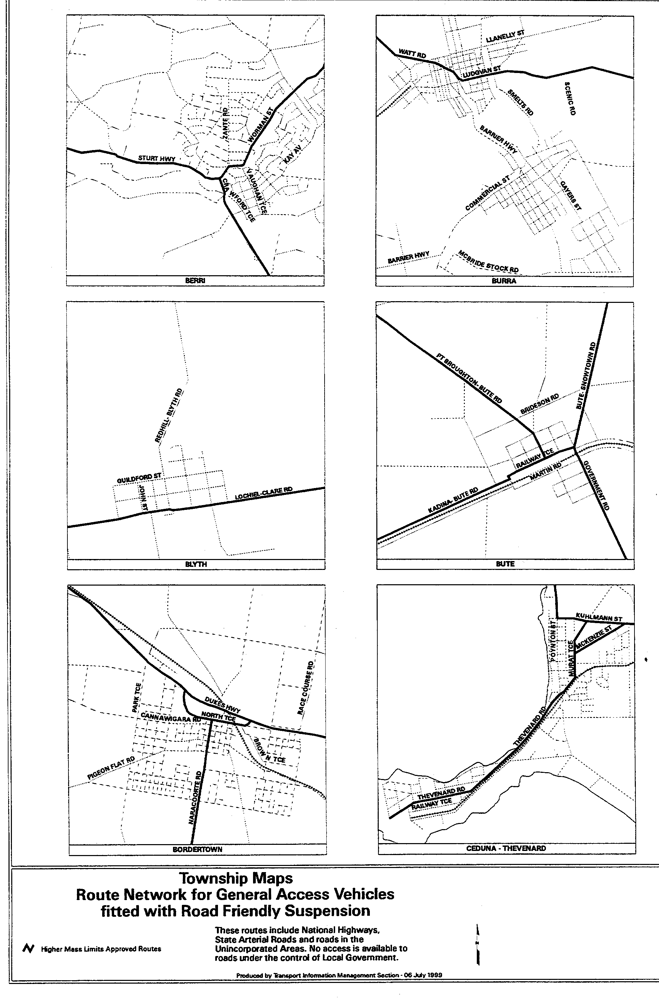 LLANELLY ST
WATT RD
LUDGVAN ST
SCENIC RD
SMELTS RD
ZANTE RD
WORMAN ST
BARRIER HWY
KAY AV
STURT HWY
VAUGHAN TCE
CRA WFORD TCE
COMMERCIAL ST
GAYERS ST
BARRIER HWY
MCBRIDE STOCK RD
BERRI
BURRA
PT BROUGHTON-BUTE RD
BUTE-SNOWTOWN RD
REDHILL-BLYTH RD
BRIDESON RD
RAILWAY TCE
MARTIN RD
GOVERNMENT RD
GUILDFORD ST
JOHN ST
LOCHIEL-CLARE RD
KADINA-BUTE RD
BLYTH
BUTE
KUHLMANN ST
POYNTON ST
MCKENZIE ST
MURAT TCE
RACE COURSE RD
PARK TCE
DUKES HWY
NORTH TCE
CANNAWIGARA RD
THEVENARD RD
BROWN TCE
PIGEON FLAT RD
NARACOORTE RD
THEVENARD RD
RAILWAY TCE
BORDERTOWN
CEDUNA - THEVENARD
Township Maps
Route Network for General Access Vehicles
fitted with Road Friendly Suspension
These routes include National Highways,
State Arterial Roads and roads in the
Unincorporated Areas. No access is available to
roads under the control of Local Government.
Higher Mass Limits Approved Routes
N
Produced by Transport Information Management Section - 06 July 1999